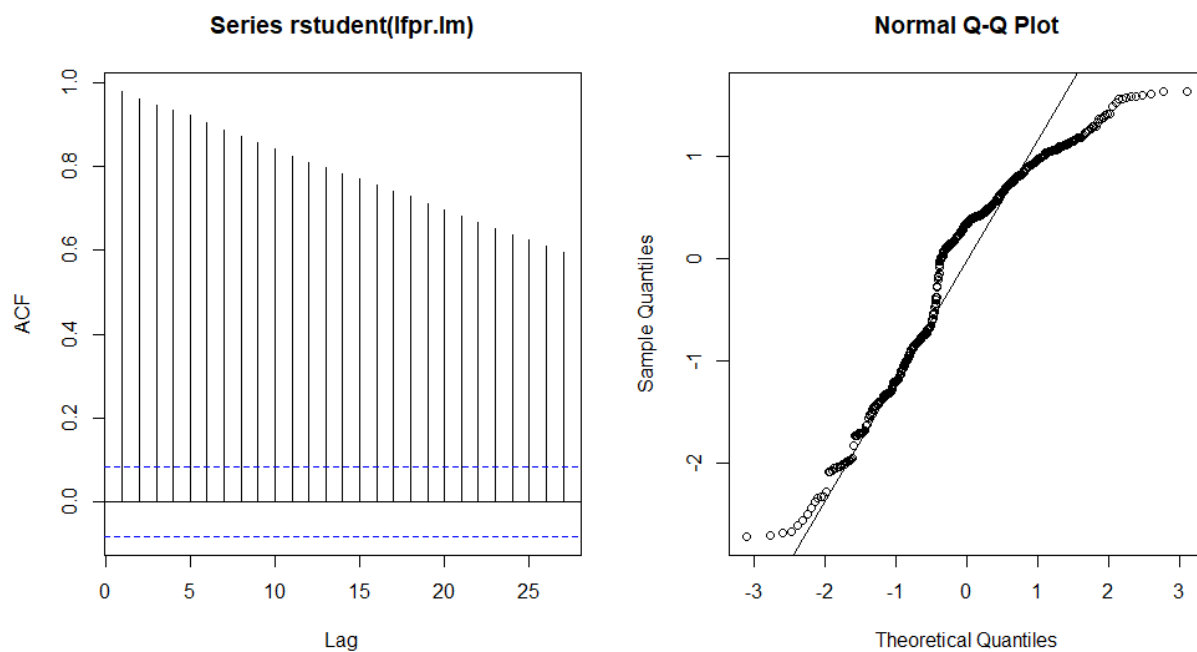 Series rstudent(lfpr.lm)
ACF
1.0
0.8
0.6
0.4
0.2
0.0
0 5 10 15 20 25
Lag
Normal Q-Q Plot
Sample Quantiles
1
0
-1
-2
-3 -2 -1 0 1 2 3
Theoretical Quantiles